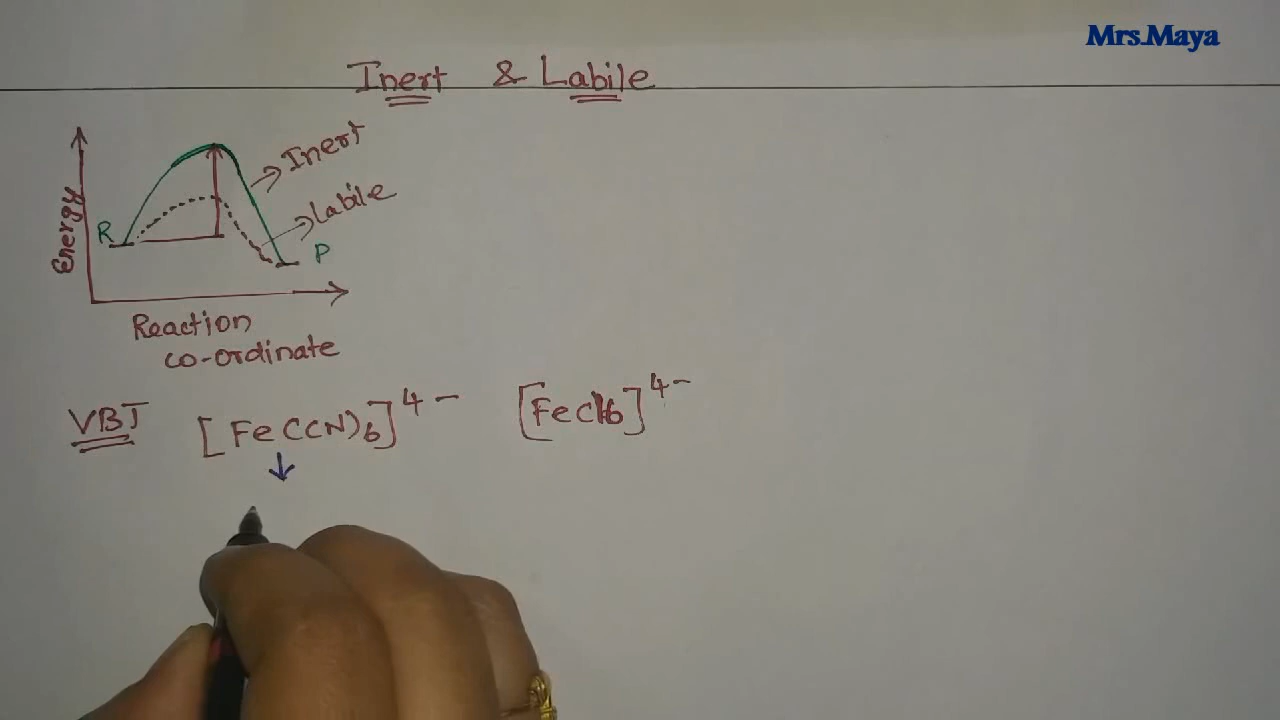 Mrs.Maya
Inert & Labile
Inert
Labile
Energy
R
P
Reaction
co-ordinate
VBT [Fe(CN)6]4- [FeCl6]4-